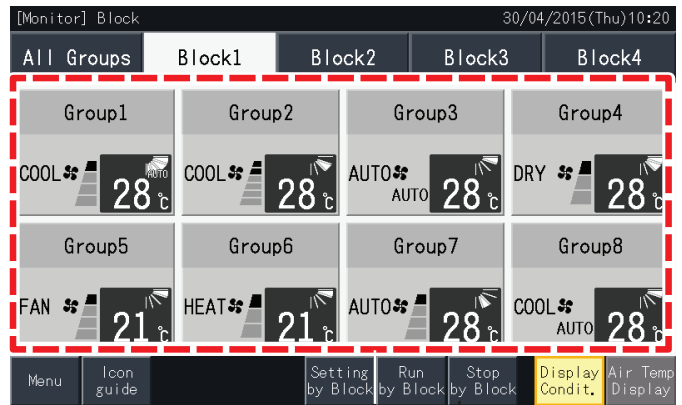 [Monitor] Block 30/04/2015(Thu)10:20
All Groups Block1 Block2 Block3 Block4
Group1 Group2 Group3 Group4
COOL AUTO 28℃ COOL 28℃ AUTO AUTO 28℃ DRY 28℃
Group5 Group6 Group7 Group8
FAN 21℃ HEAT 21℃ AUTO 28℃ COOL AUTO 28℃
Menu Icon guide Setting by Block Run by Block Stop by Block Display Condit. Air Temp Display